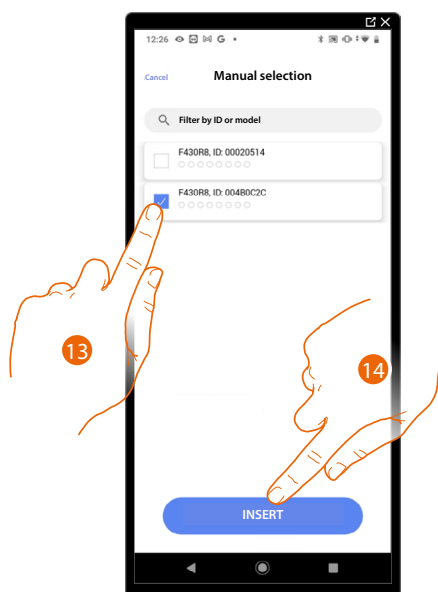 12:26 G
Cancel
Manual selection
Filter by ID or model
F430R8, ID: 00020514
F430R8, ID: 004B0C2C
13
14
INSERT